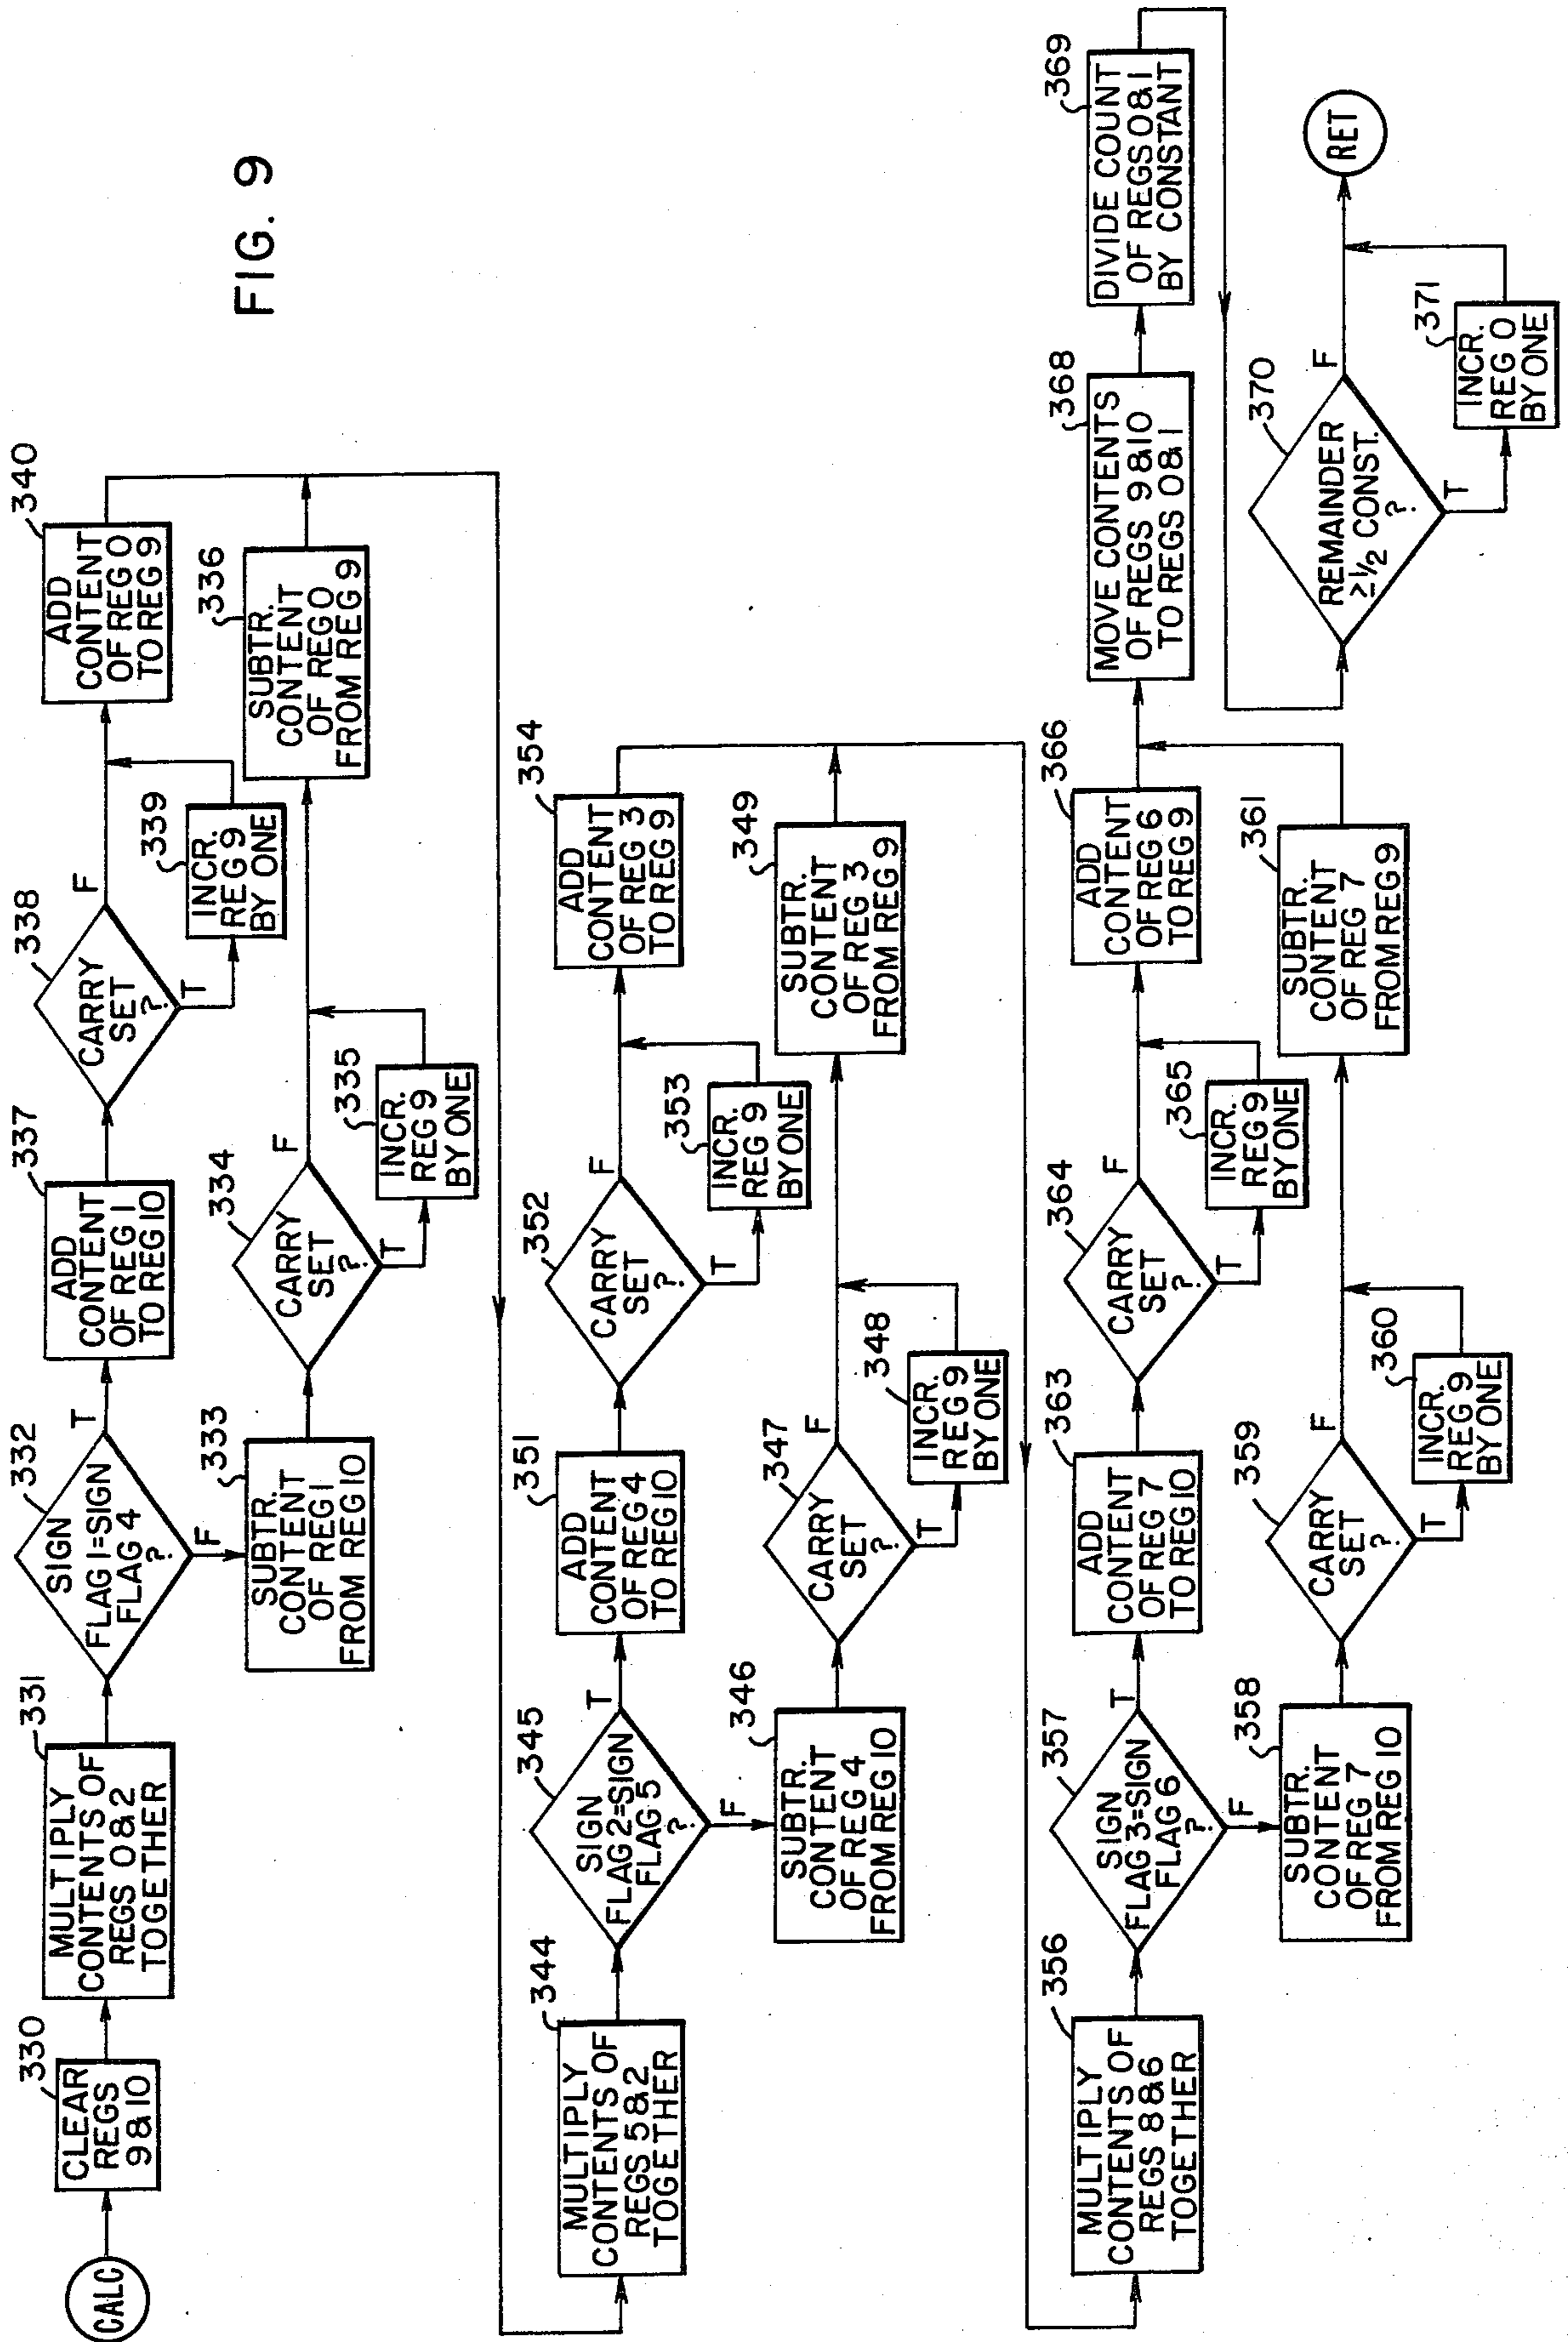 FIG. 9
CALC
330
CLEAR
REGS
9 & 10
331
MULTIPLY
CONTENTS OF
REGS 0 & 2
TOGETHER
332
SIGN
FLAG 1 = SIGN
FLAG 4
?
T
F
337
ADD
CONTENT
OF REG 1
TO REG 10
338
CARRY
SET
?
F
T
339
INCR.
REG 9
BY ONE
340
ADD
CONTENT
OF REG 0
TO REG 9
333
SUBTR.
CONTENT
OF REG 1
FROM REG 10
334
CARRY
SET
?
F
T
335
INCR.
REG 9
BY ONE
336
SUBTR.
CONTENT
OF REG 0
FROM REG 9
344
MULTIPLY
CONTENTS OF
REGS 5 & 2
TOGETHER
345
SIGN
FLAG 2 = SIGN
FLAG 5
?
T
F
351
ADD
CONTENT
OF REG 4
TO REG 10
352
CARRY
SET
?
F
T
353
INCR.
REG 9
BY ONE
354
ADD
CONTENT
OF REG 3
TO REG 9
346
SUBTR.
CONTENT
OF REG 4
FROM REG 10
347
CARRY
SET
?
F
T
348
INCR.
REG 9
BY ONE
349
SUBTR.
CONTENT
OF REG 3
FROM REG 9
356
MULTIPLY
CONTENTS OF
REGS 8 & 6
TOGETHER
357
SIGN
FLAG 3 = SIGN
FLAG 6
?
T
F
363
ADD
CONTENT
OF REG 7
TO REG 10
364
CARRY
SET
?
F
T
365
INCR.
REG 9
BY ONE
366
ADD
CONTENT
OF REG 6
TO REG 9
358
SUBTR.
CONTENT
OF REG 7
FROM REG 10
359
CARRY
SET
?
F
T
360
INCR.
REG 9
BY ONE
361
SUBTR.
CONTENT
OF REG 7
FROM REG 9
368
MOVE CONTENTS
OF REGS 9 & 10
TO REGS 0 & 1
369
DIVIDE COUNT
OF REGS 0 & 1
BY CONSTANT
370
REMAINDER
≥ 1/2 CONST.
?
F
T
371
INCR.
REG 0
BY ONE
RET